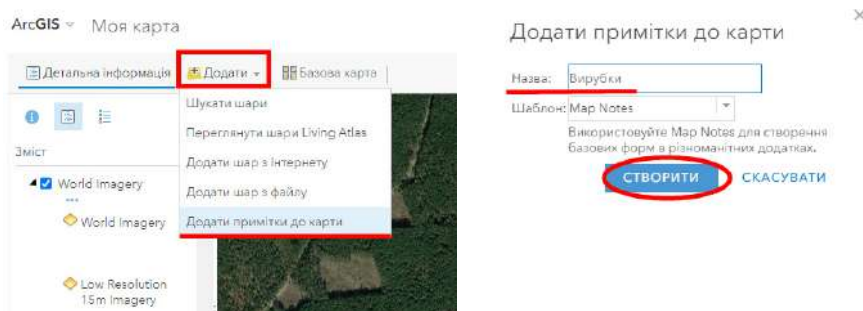 ArcGIS Моя карта
Детальна інформація Додати Базова карта
Шукати шари
Переглянути шари Living Atlas
Додати шар з інтернету
Додати шар з файлу
Додати примітки до карти
Зміст
World Imagery
World Imagery
Low Resolution
15m Imagery
Додати примітки до карти
Назва: Вирубки
Шаблон: Map Notes
Використовуйте Map Notes для створення
базових форм в різноманітних додатках.
СТВОРИТИ СКАСУВАТИ